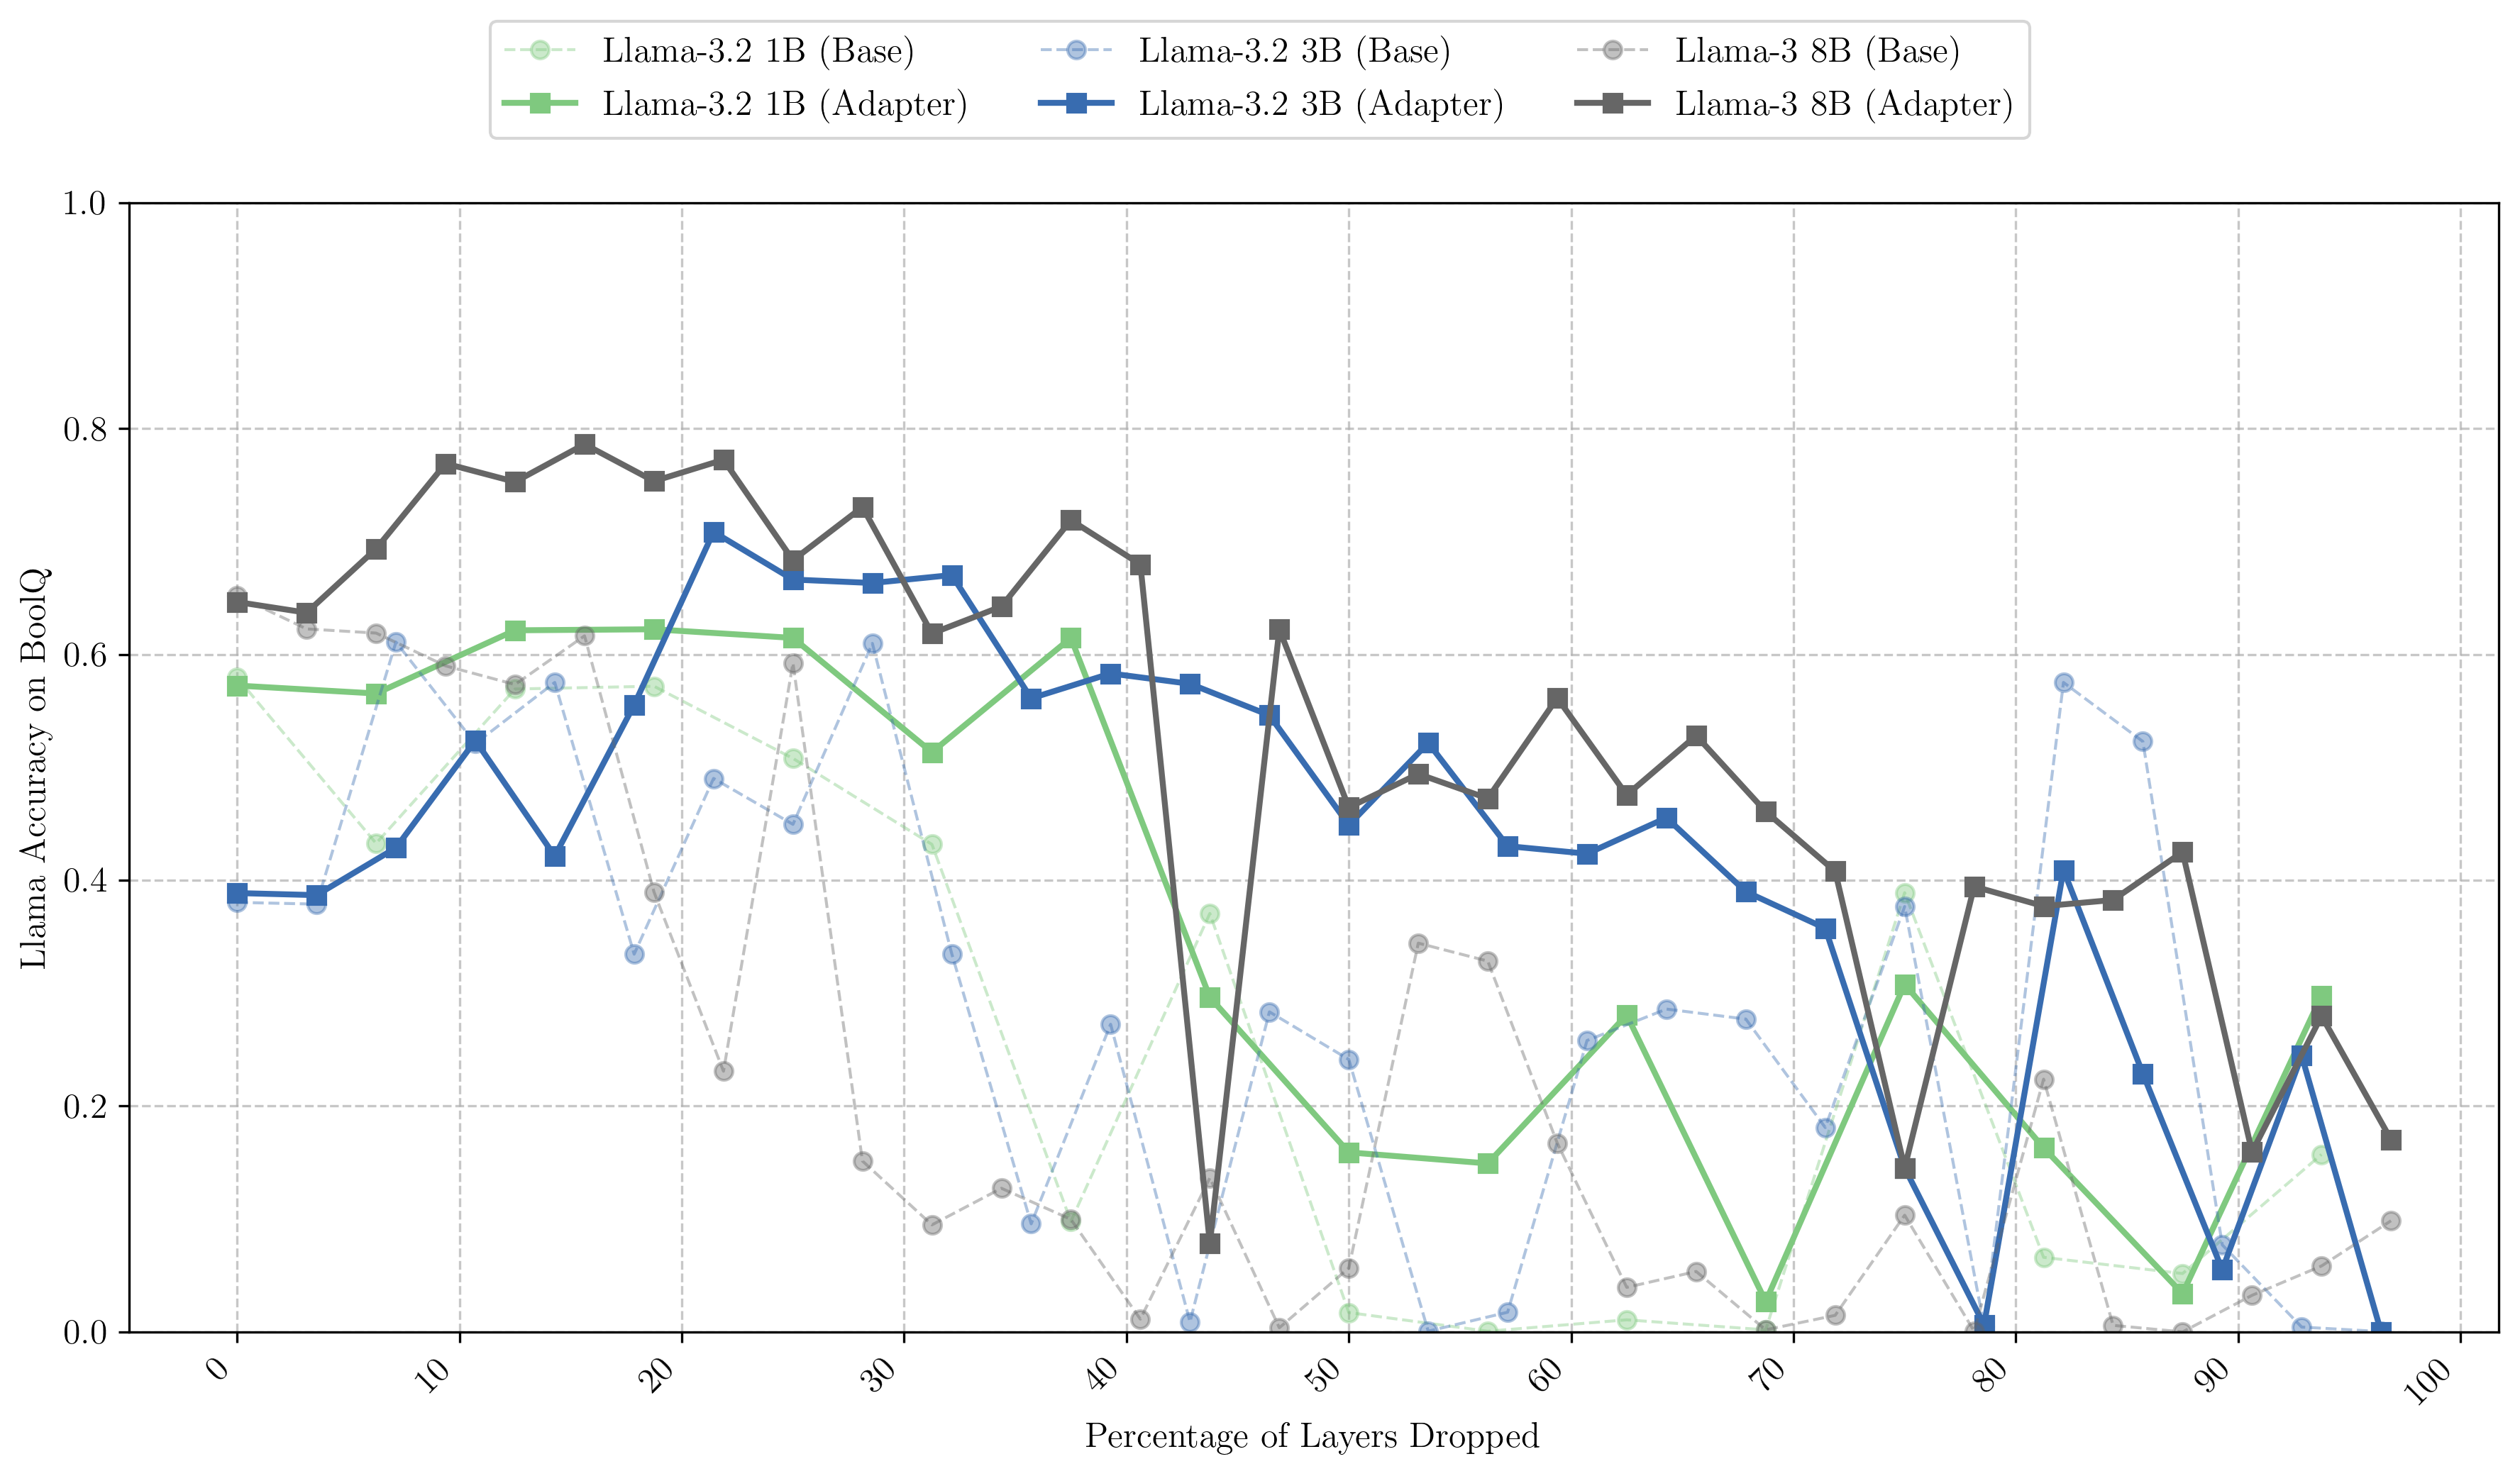 Llama-3.2 1B (Base)
Llama-3.2 3B (Base)
Llama-3 8B (Base)
Llama-3.2 1B (Adapter)
Llama-3.2 3B (Adapter)
Llama-3 8B (Adapter)
1.0
0.8
0.6
0.4
0.2
0.0
Llama Accuracy on BoolQ
0
10
20
30
40
50
60
70
80
90
100
Percentage of Layers Dropped